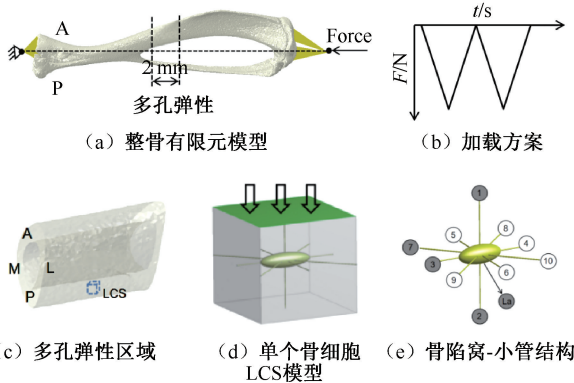 A
P
Force
2 mm
多孔弹性
(a) 整骨有限元模型
t/s
F/N
(b) 加载方案
A
M
L
P
LCS
(c) 多孔弹性区域
(d) 单个骨细胞
LCS模型
1
8
5
4
7
3
10
9
6
La
2
(e) 骨陷窝-小管结构